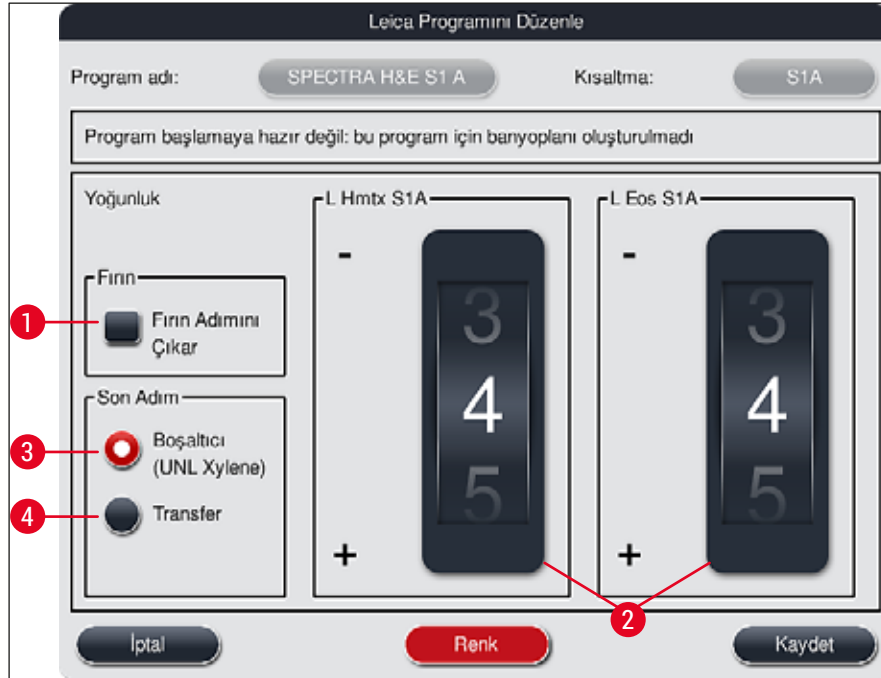 Leica Programını Düzenle
Program adı: SPECTRA H&E S1 A Kısaltma: S1A
Program başlamaya hazır değil: bu program için banyoplanı oluşturulmadı
Yoğunluk
Fırın
1
Fırın Adımını
Çıkar
Son Adım
3
Boşaltıcı
(UNL Xylene)
4
Transfer
L Hmtx S1A
-
3
4
5
+
L Eos S1A
-
3
4
5
+
2
İptal Renk Kaydet